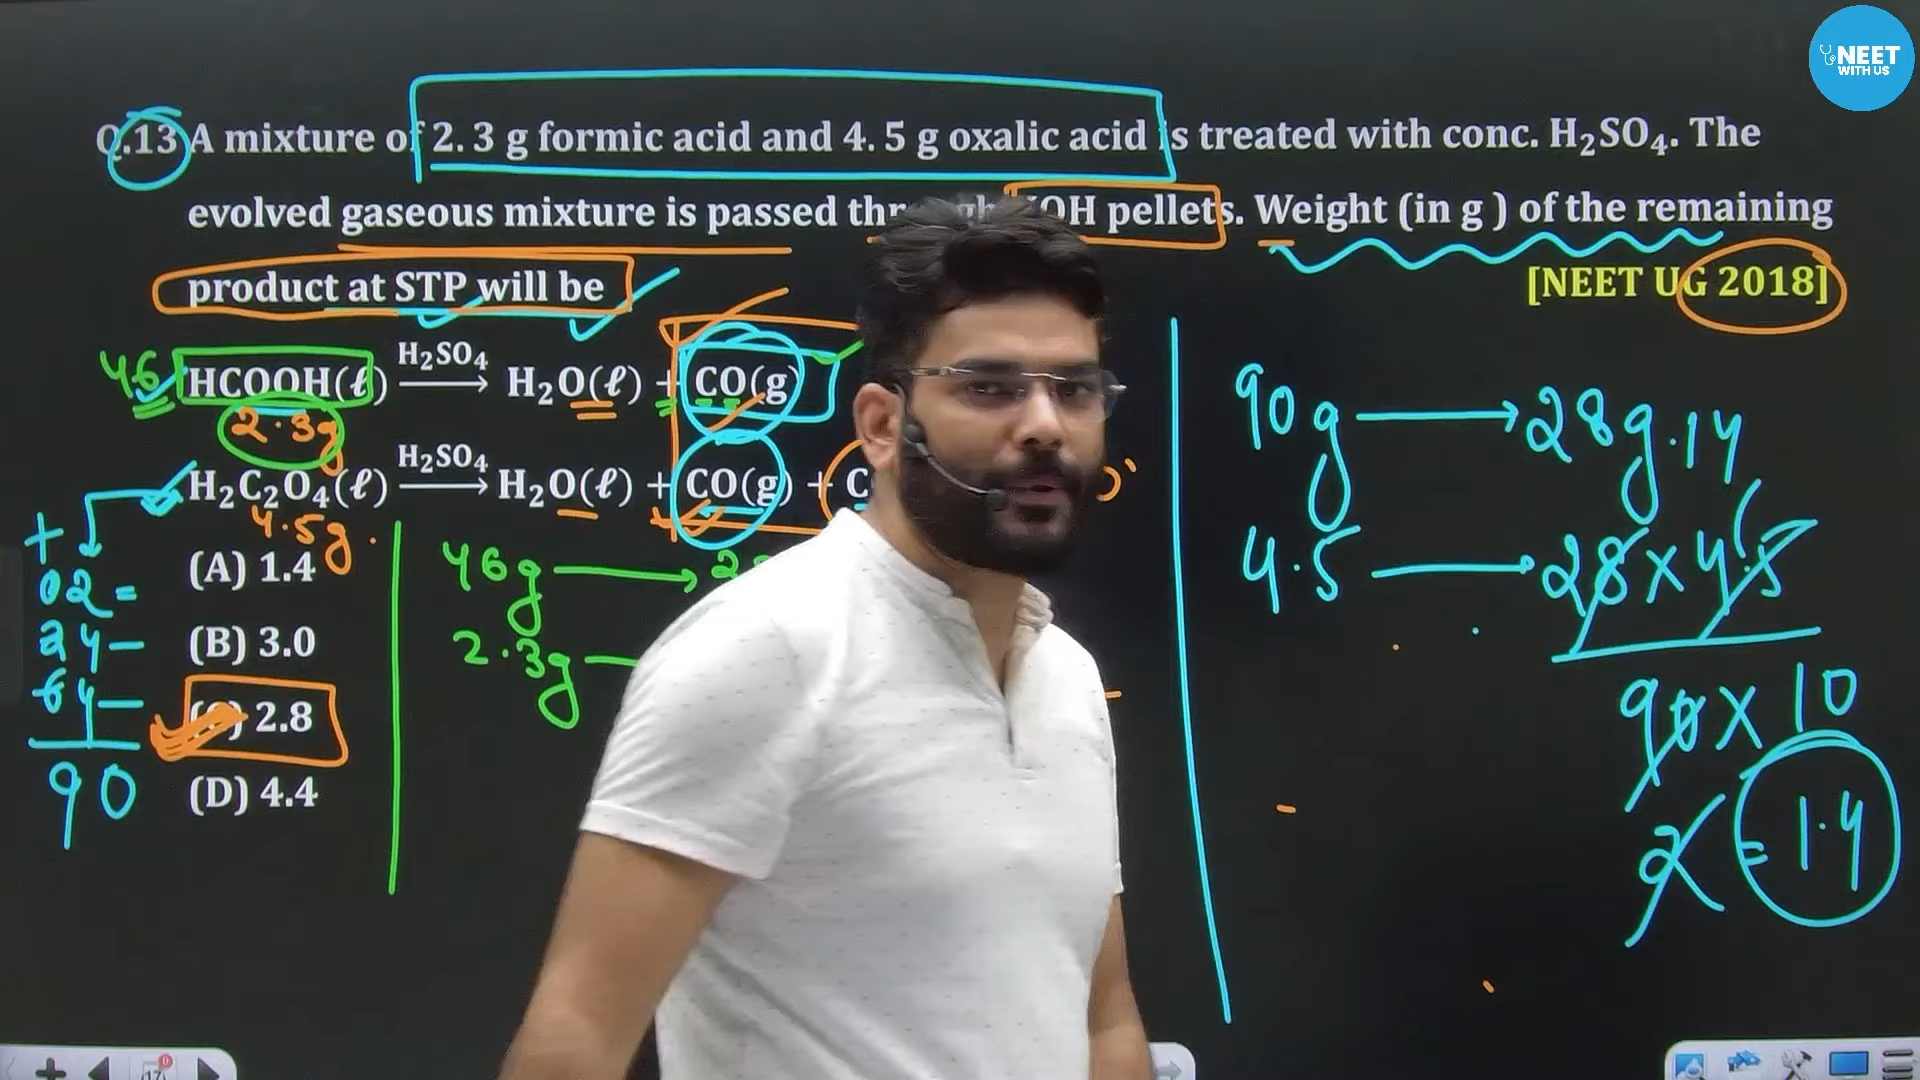 NEET
WITH US
Q.13 A mixture of 2.3 g formic acid and 4.5 g oxalic acid is treated with conc. H₂SO₄. The
evolved gaseous mixture is passed pellets. Weight (in g ) of the remaining
product at STP will be
[NEET UG 2018]
46 HCOOH(ℓ) H₂SO₄ → H₂O(ℓ) + CO(g)
2.3g
H₂C₂O₄(ℓ) H₂SO₄ → H₂O(ℓ) + CO(g) +
4.5g
+
02 =
24 -
64 -
90
(A) 1.4
(B) 3.0
2.8
(D) 4.4
46g →
2.3g
90g → 28g
14
4.5 → 28 x 4.5
90 x 10
2
= 1.4
17